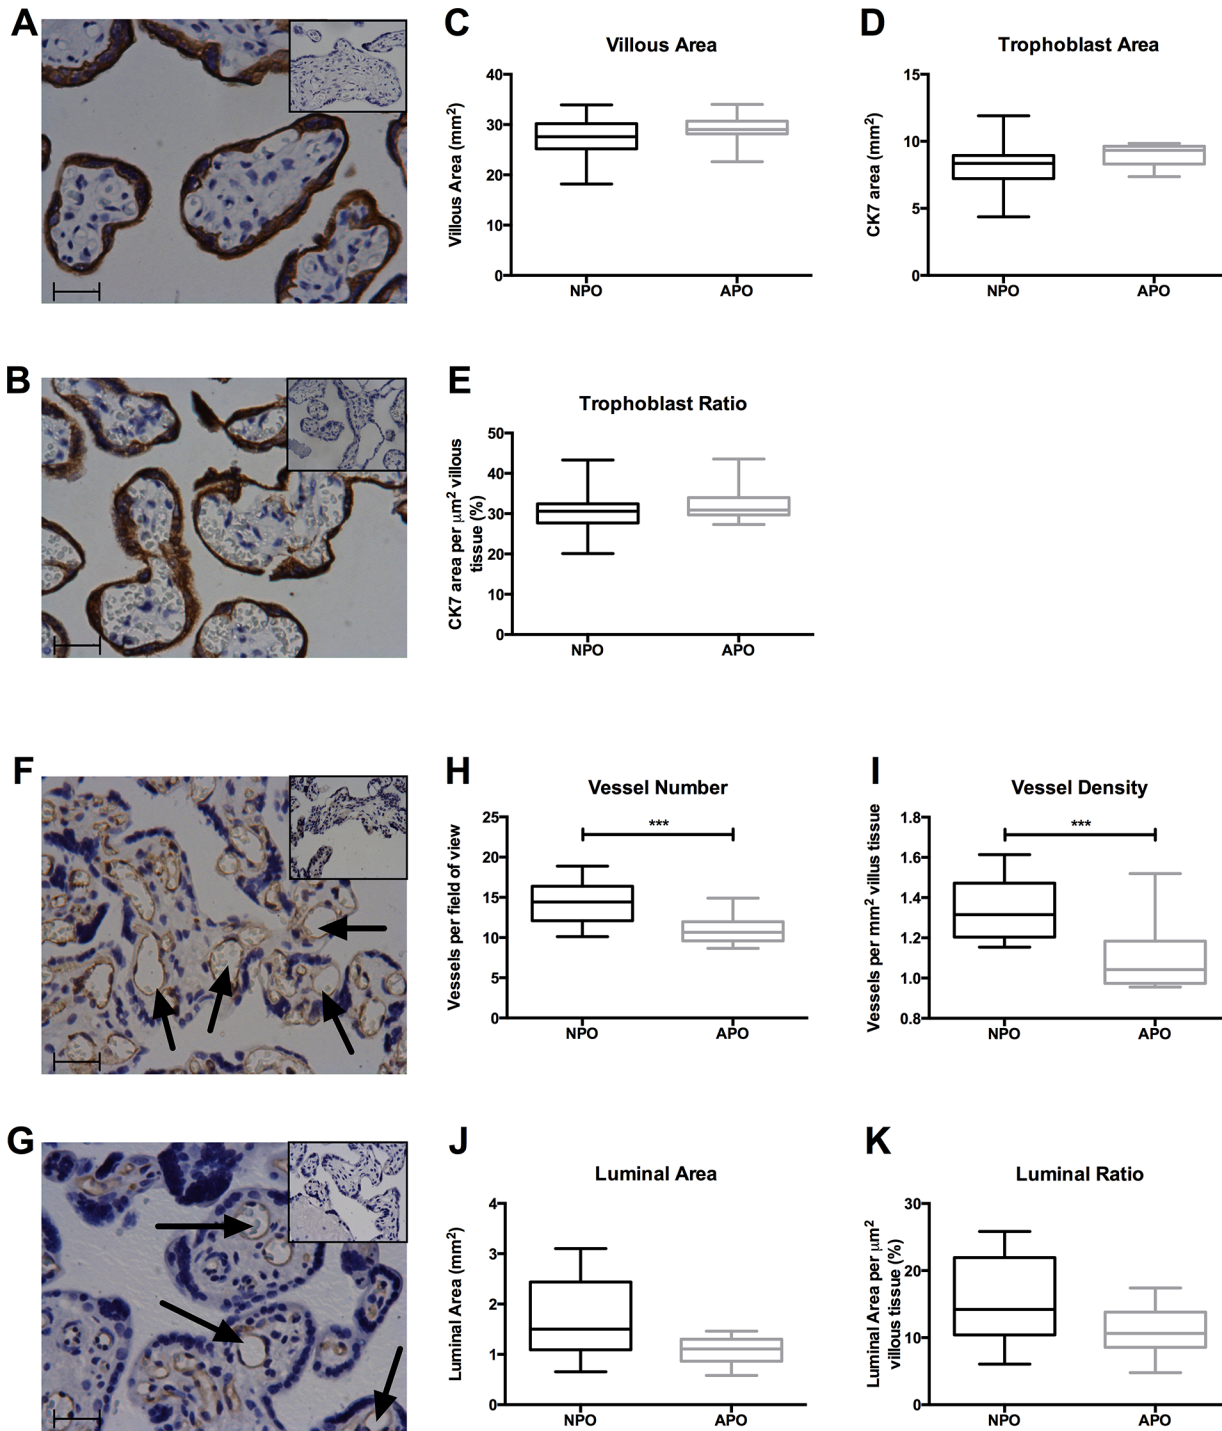 A
C
Villous Area
Villous Area (mm²)
40
30
20
10
0
NPO
APO
D
Trophoblast Area
CK7 area (mm²)
15
10
5
0
NPO
APO
B
E
Trophoblast Ratio
CK7 area per μm² villous
tissue (%)
50
40
30
20
10
0
NPO
APO
F
H
Vessel Number
Vessels per field of view
25
20
15
10
5
0
***
NPO
APO
I
Vessel Density
Vessels per mm² villus tissue
1.8
1.6
1.4
1.2
1.0
0.8
***
NPO
APO
G
J
Luminal Area
Luminal Area (mm²)
4
3
2
1
0
NPO
APO
K
Luminal Ratio
Luminal Area per μm²
villous tissue (%)
30
20
10
0
NPO
APO